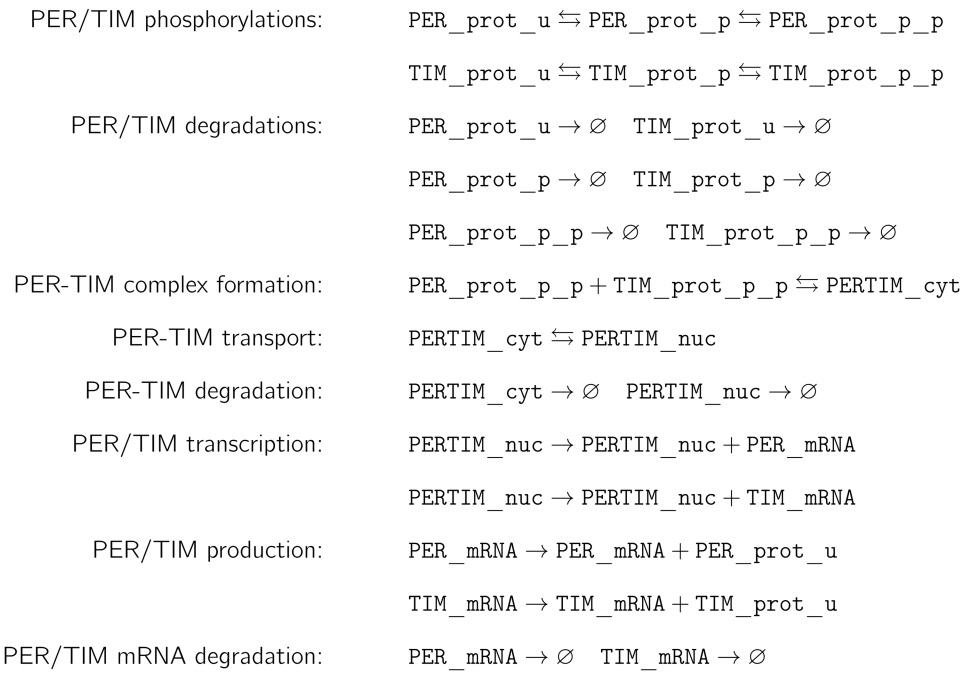 PER/TIM phosphorylations: PER_prot_u ⇆ PER_prot_p ⇆ PER_prot_p_p
TIM_prot_u ⇆ TIM_prot_p ⇆ TIM_prot_p_p
PER/TIM degradations: PER_prot_u → ∅ TIM_prot_u → ∅
PER_prot_p → ∅ TIM_prot_p → ∅
PER_prot_p_p → ∅ TIM_prot_p_p → ∅
PER-TIM complex formation: PER_prot_p_p + TIM_prot_p_p ⇆ PERTIM_cyt
PER-TIM transport: PERTIM_cyt ⇆ PERTIM_nuc
PER-TIM degradation: PERTIM_cyt → ∅ PERTIM_nuc → ∅
PER/TIM transcription: PERTIM_nuc → PERTIM_nuc + PER_mRNA
PERTIM_nuc → PERTIM_nuc + TIM_mRNA
PER/TIM production: PER_mRNA → PER_mRNA + PER_prot_u
TIM_mRNA → TIM_mRNA + TIM_prot_u
PER/TIM mRNA degradation: PER_mRNA → ∅ TIM_mRNA → ∅